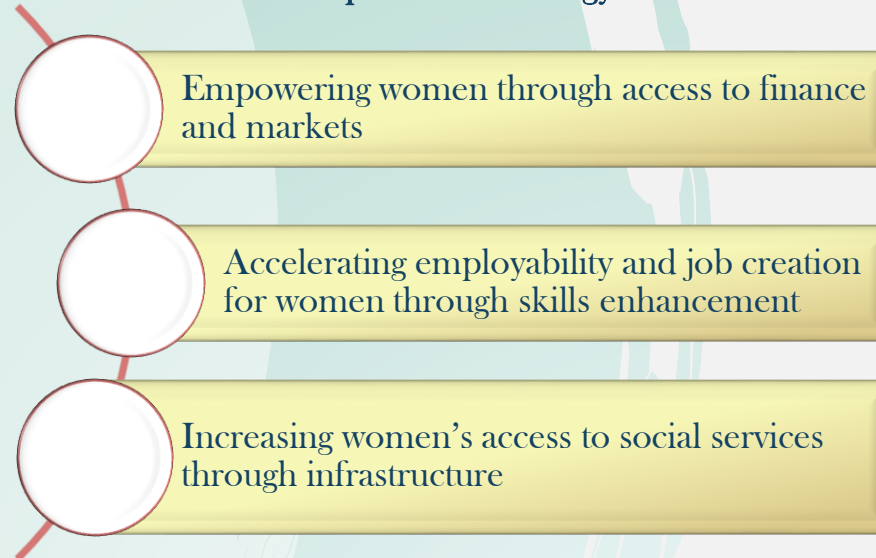 Empowering women through access to finance
and markets
Accelerating employability and job creation
for women through skills enhancement
Increasing women’s access to social services
through infrastructure